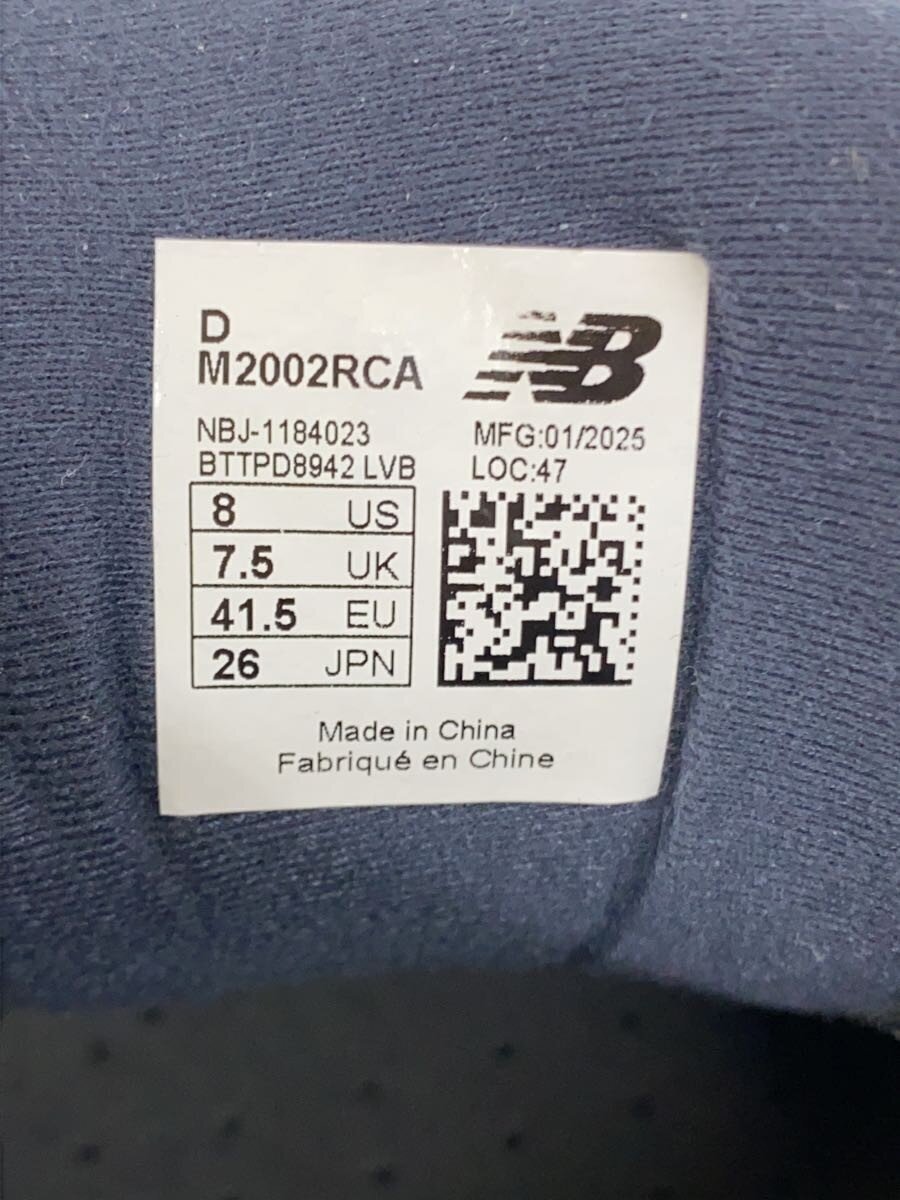 D
M2002RCA
NB
NBJ-1184023
MFG:01/2025
BTTPD8942 LVB
LOC:47
8 US
7.5 UK
41.5 EU
26 JPN
Made in China
Fabriqué en Chine